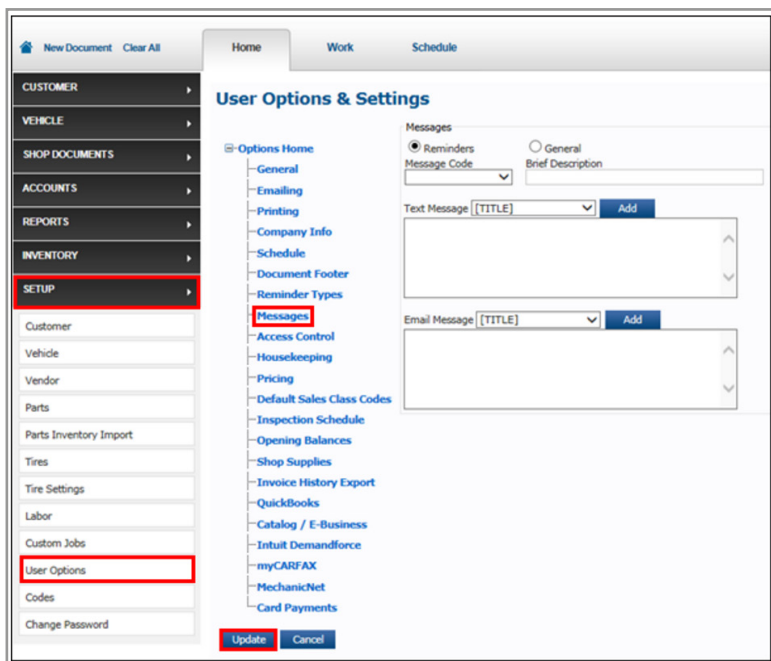 New Document Clear All
Home Work Schedule
CUSTOMER
VEHICLE
SHOP DOCUMENTS
ACCOUNTS
REPORTS
INVENTORY
SETUP
Customer
Vehicle
Vendor
Parts
Parts Inventory Import
Tires
Tire Settings
Labor
Custom Jobs
User Options
Codes
Change Password
User Options & Settings
Options Home
General
Emailing
Printing
Company Info
Schedule
Document Footer
Reminder Types
Messages
Access Control
Housekeeping
Pricing
Default Sales Class Codes
Inspection Schedule
Opening Balances
Shop Supplies
Invoice History Export
QuickBooks
Catalog / E-Business
Intuit Demandforce
myCARFAX
MechanicNet
Card Payments
Update Cancel
Messages
Reminders General
Message Code Brief Description
Text Message [TITLE] Add
Email Message [TITLE] Add